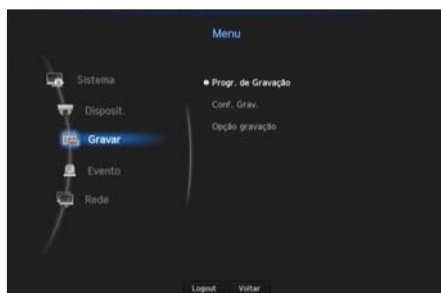 Menu
Sistema
Disposit.
Gravar
Evento
Rede
Progr. de Gravação
Conf. Grav.
Opção gravação
Logout Voltar